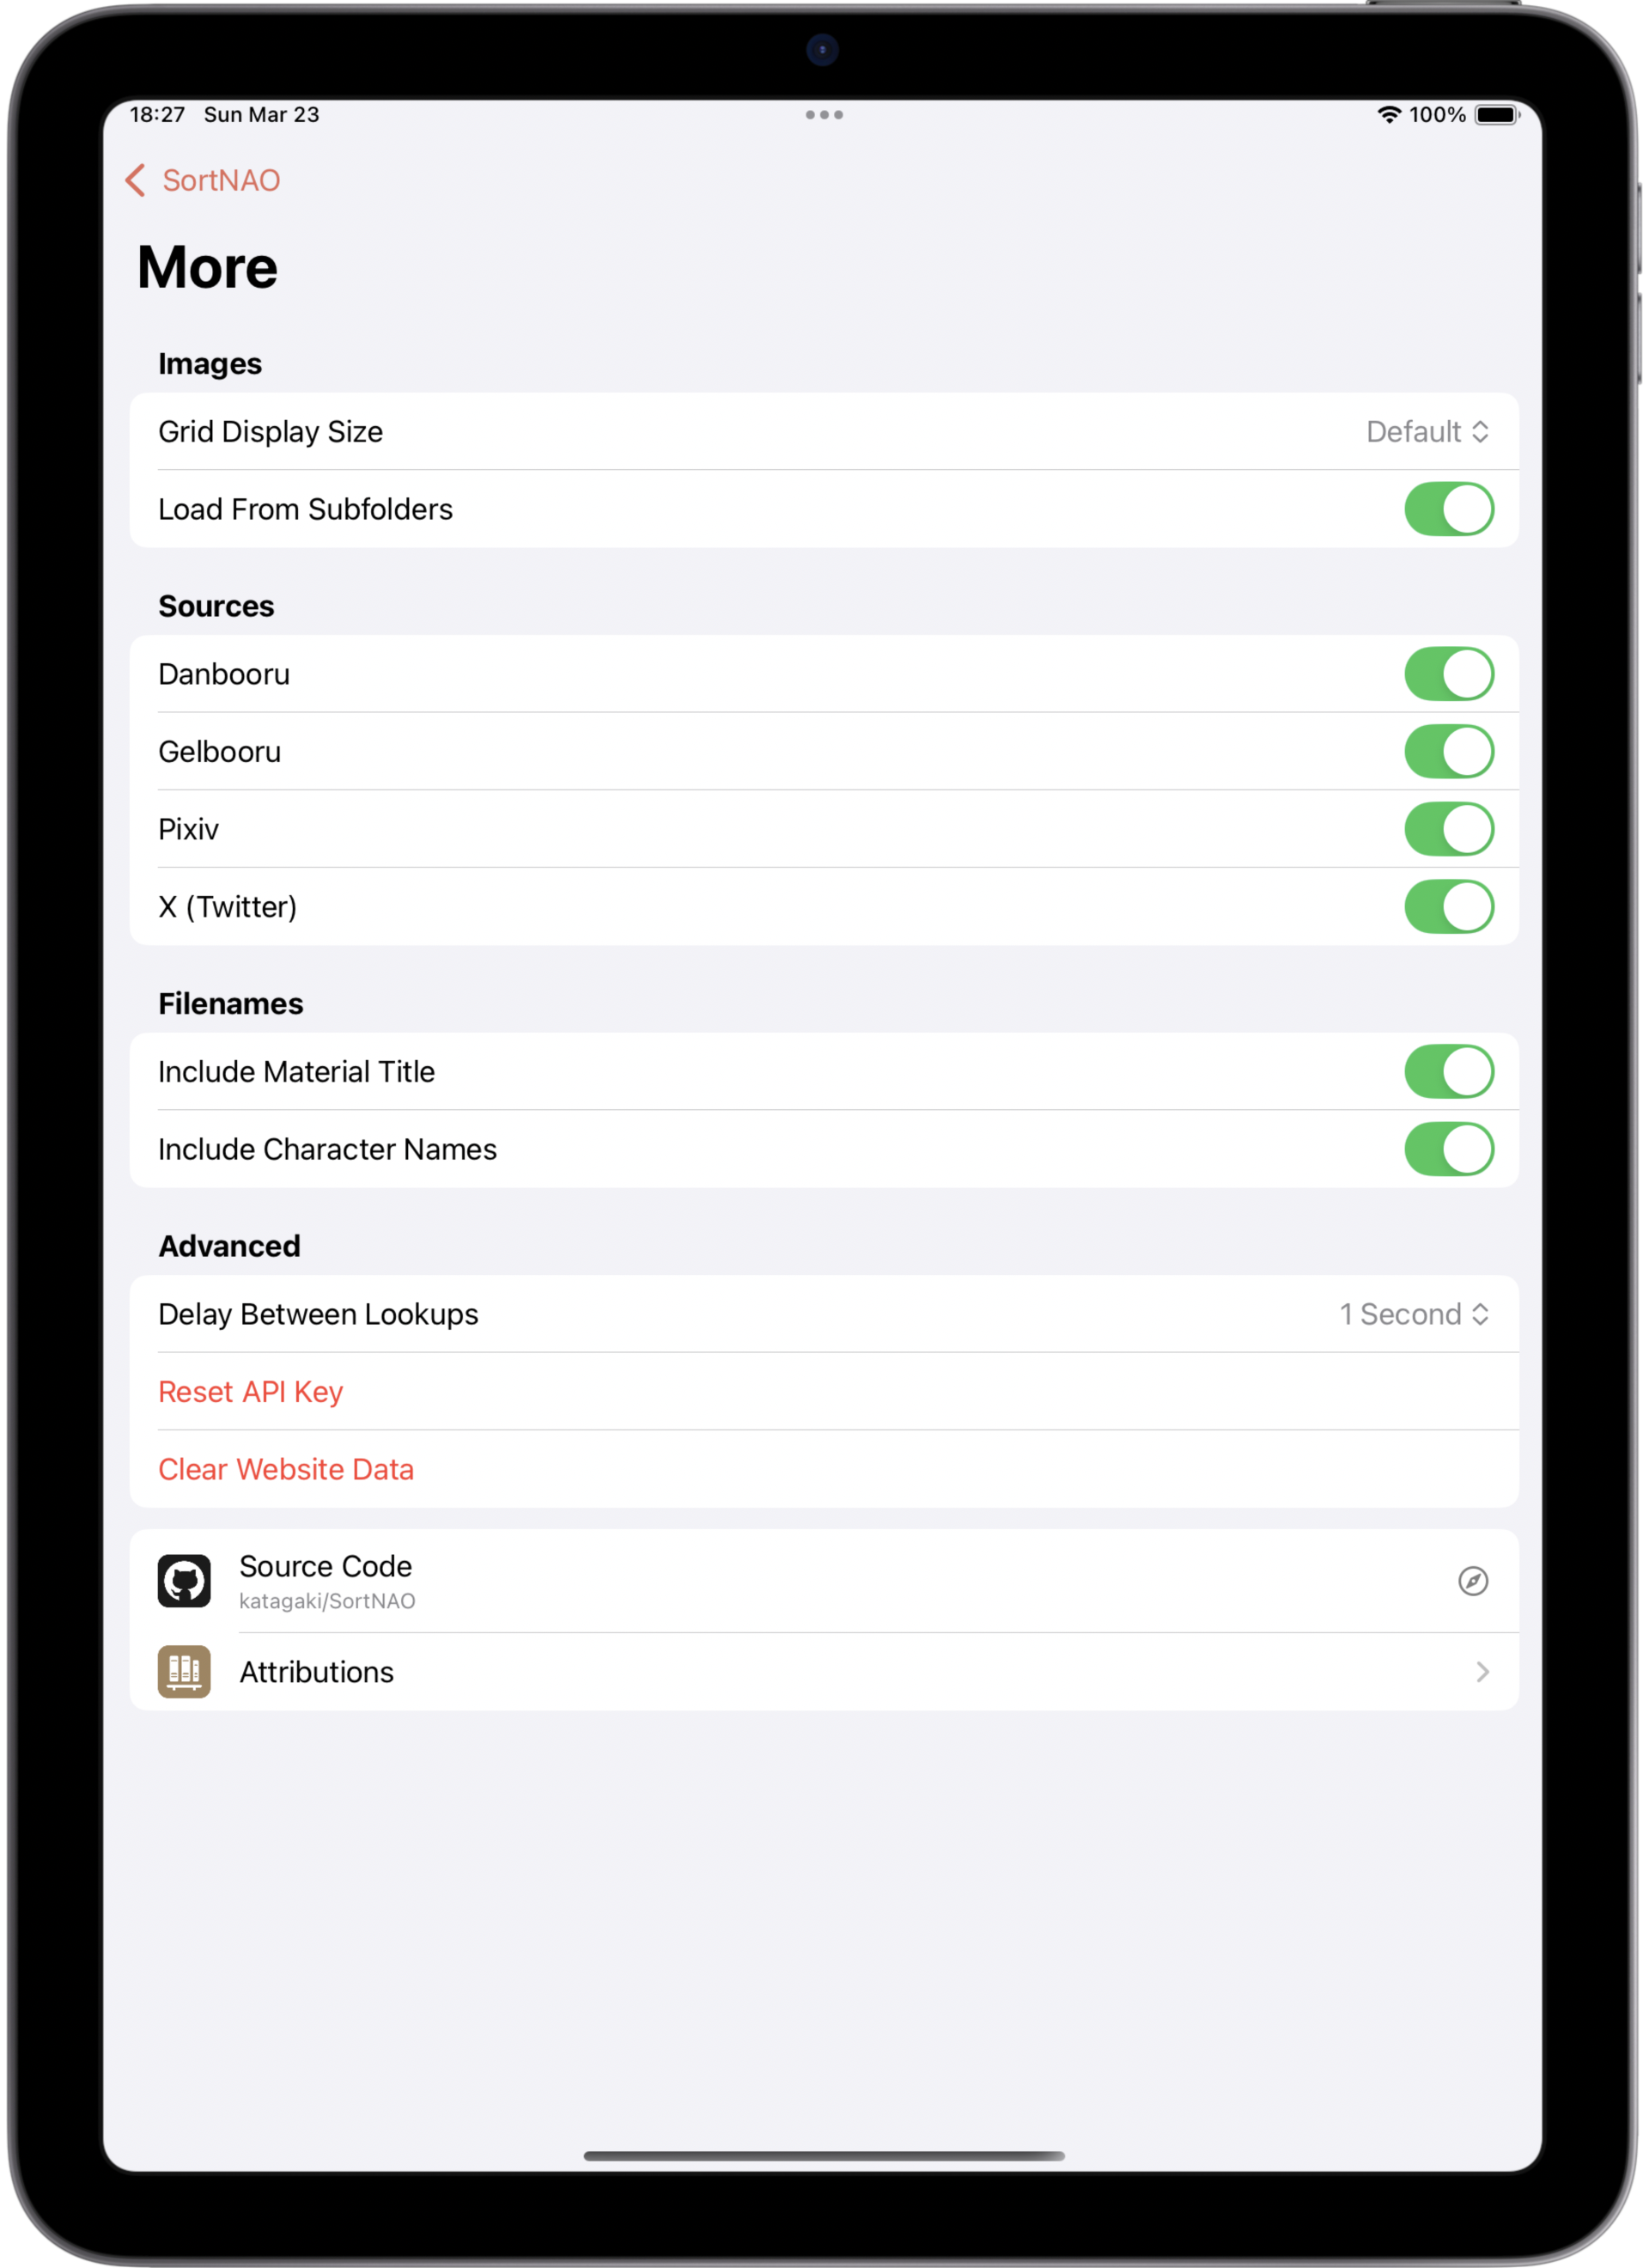 18:27 Sun Mar 23
100%
SortNAO
More
Images
Grid Display Size Default
Load From Subfolders
Sources
Danbooru
Gelbooru
Pixiv
X (Twitter)
Filenames
Include Material Title
Include Character Names
Advanced
Delay Between Lookups 1 Second
Reset API Key
Clear Website Data
Source Code
katagaki/SortNAO
Attributions